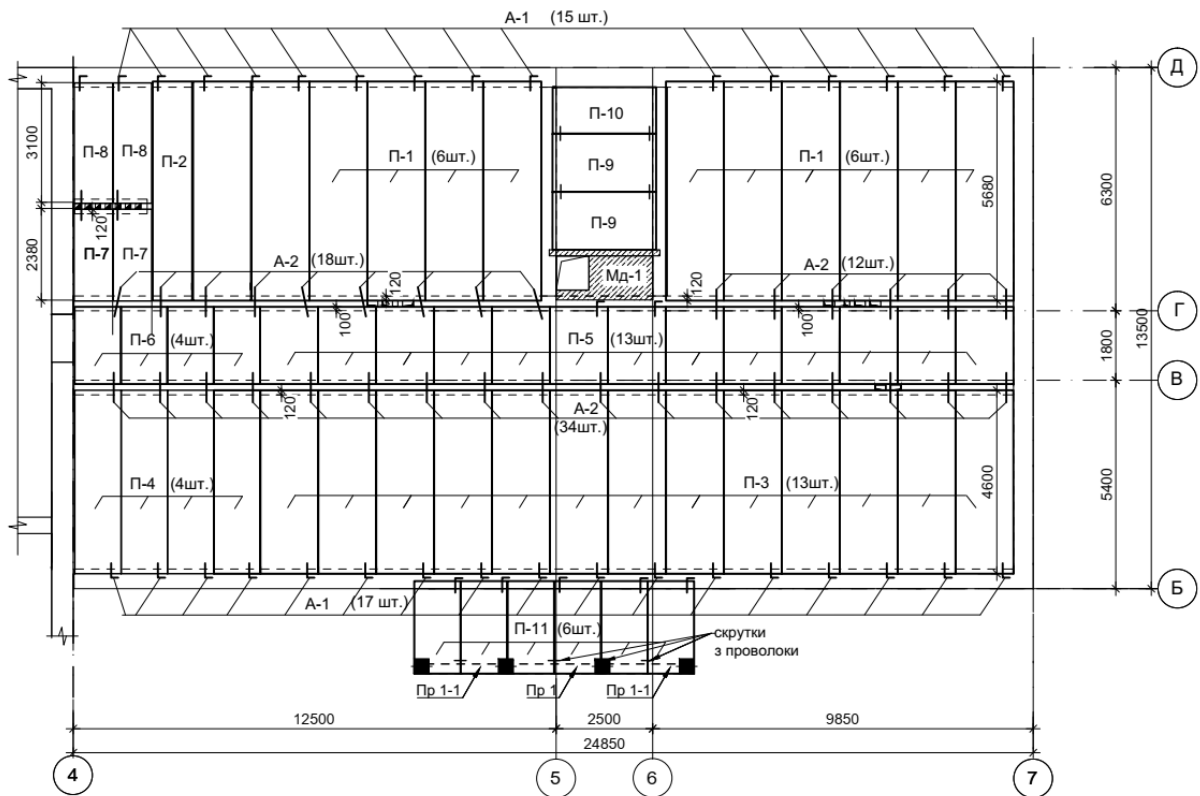 А-1 (15 шт.)
Д
П-10
3100
П-8 П-8
П-2
П-1 (6шт.)
П-9
П-1 (6шт.)
5680
6300
120
П-9
2380
П-7 П-7
А-2 (18шт.)
120
Мд-1
120
А-2 (12шт.)
Г
100
100
П-6 (4шт.)
П-5 (13шт.)
1800
13500
В
120
А-2
(34шт.)
120
П-4 (4шт.)
П-3 (13шт.)
4600
5400
Б
А-1 (17 шт.)
П-11 (6шт.)
скрутки
з проволоки
Пр 1-1
Пр 1
Пр 1-1
12500
2500
9850
24850
4
5
6
7